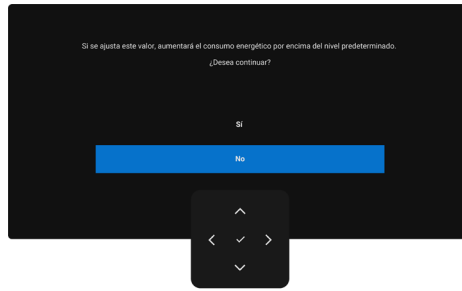 Si se ajusta este valor, aumentará el consumo energético por encima del nivel predeterminado.
¿Desea continuar?
Sí
No